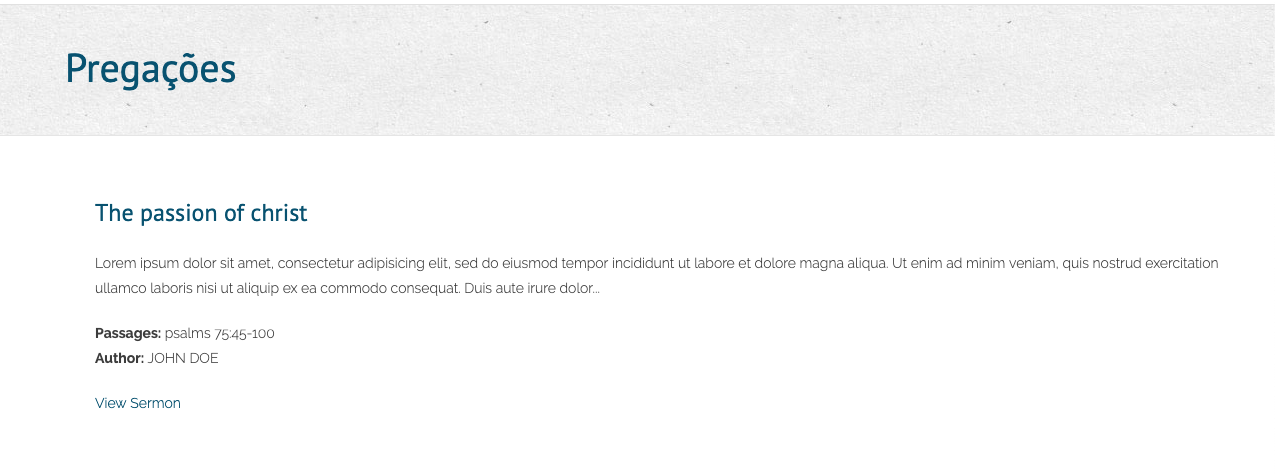 Pregações
The passion of christ
Lorem ipsum dolor sit amet, consectetur adipisicing elit, sed do eiusmod tempor incididunt ut labore et dolore magna aliqua. Ut enim ad minim veniam, quis nostrud exercitation
ullamco laboris nisi ut aliquip ex ea commodo consequat. Duis aute irure dolor...
Passages: psalms 75:45-100
Author: JOHN DOE
View Sermon